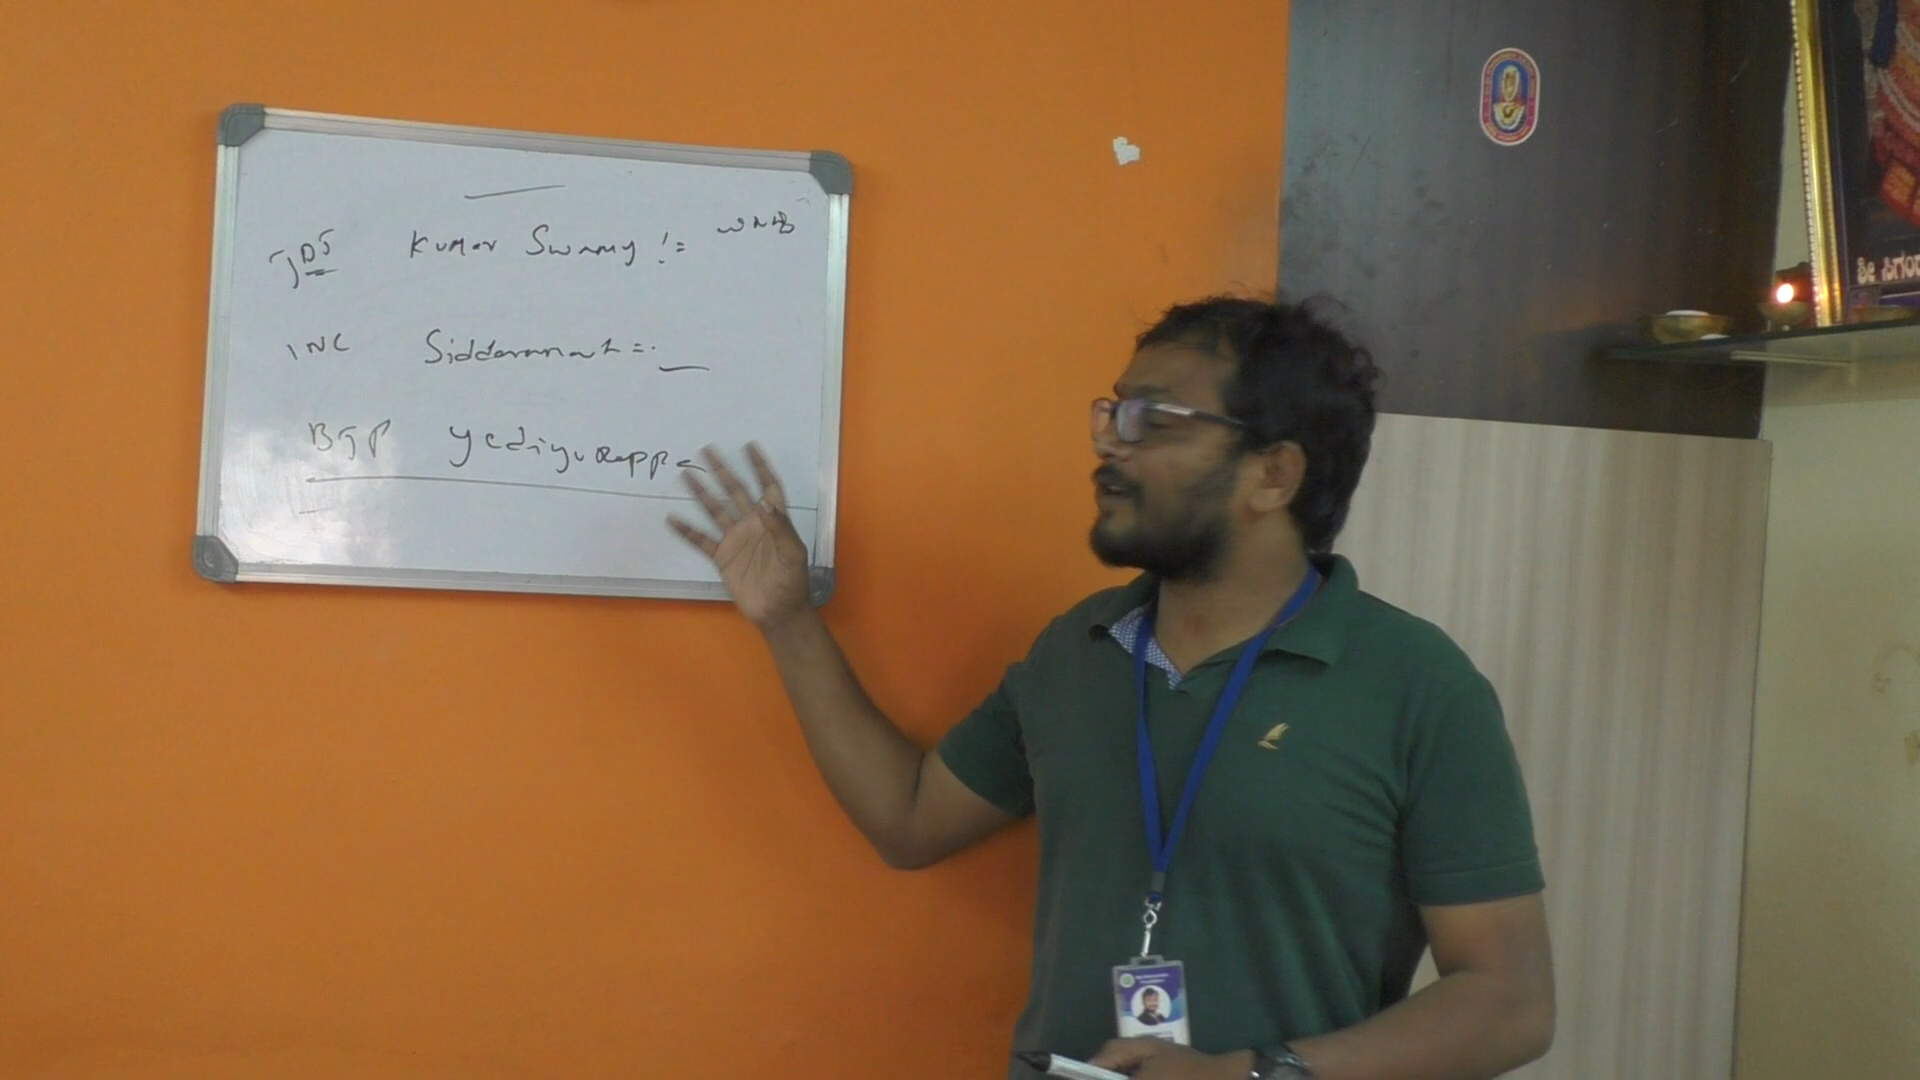 JDS Kumar Swamy !=
INC Siddaramah =
BJP Yediyurappa
ಶ್ರೀ ಸಿಗಂದ